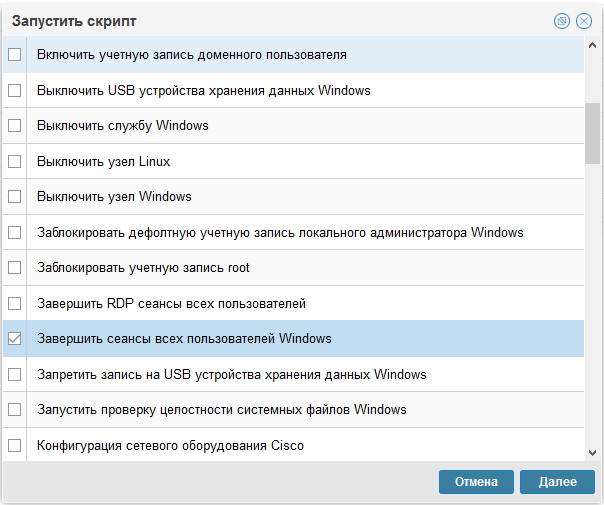 Запустить скрипт
Включить учетную запись доменного пользователя
Выключить USB устройства хранения данных Windows
Выключить службу Windows
Выключить узел Linux
Выключить узел Windows
Заблокировать дефолтную учетную запись локального администратора Windows
Заблокировать учетную запись root
Завершить RDP сеансы всех пользователей
Завершить сеансы всех пользователей Windows
Запретить запись на USB устройства хранения данных Windows
Запустить проверку целостности системных файлов Windows
Конфигурация сетевого оборудования Cisco
Отмена Далее